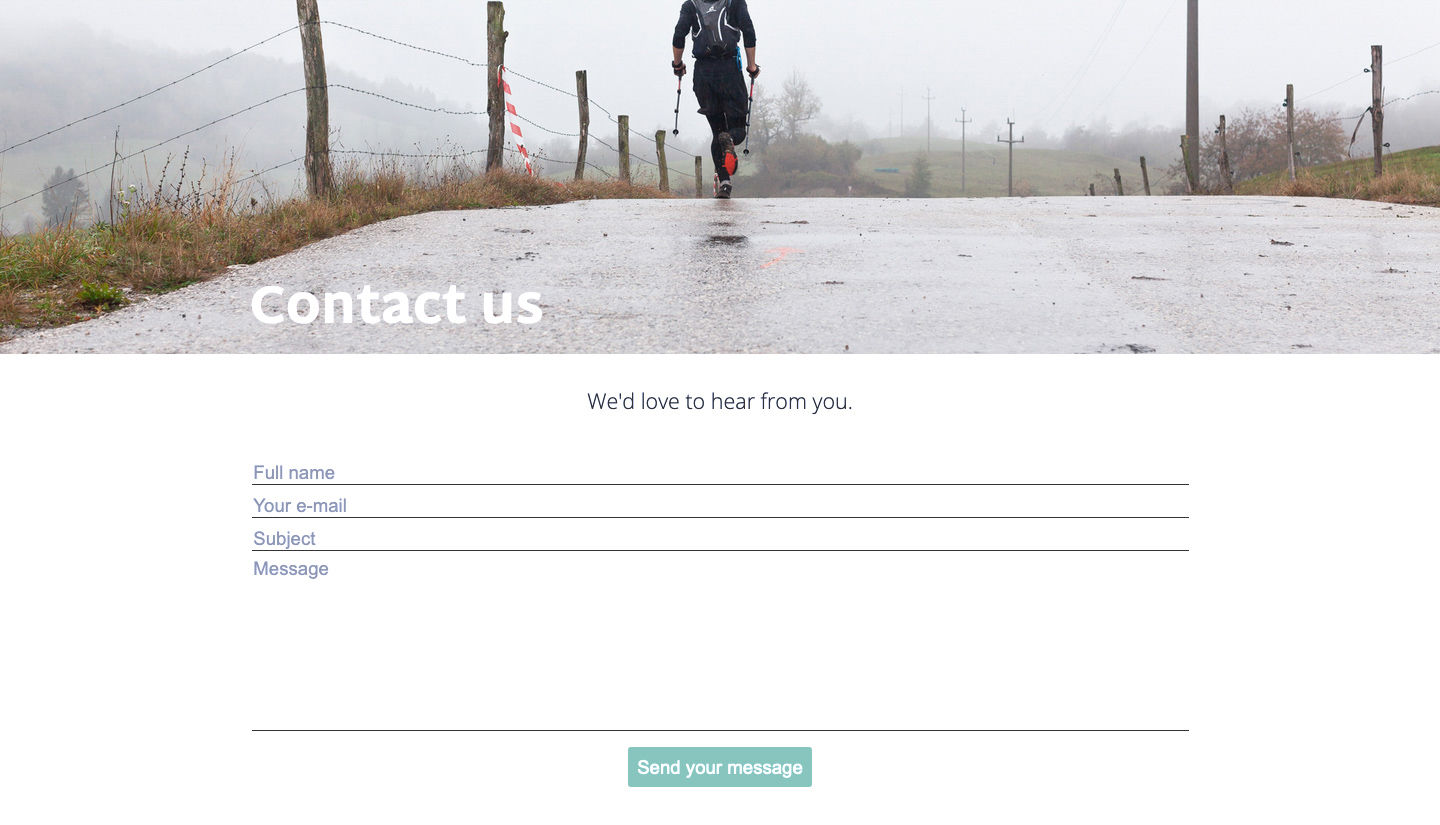 Contact us
We'd love to hear from you.
Full name
Your e-mail
Subject
Message
Send your message